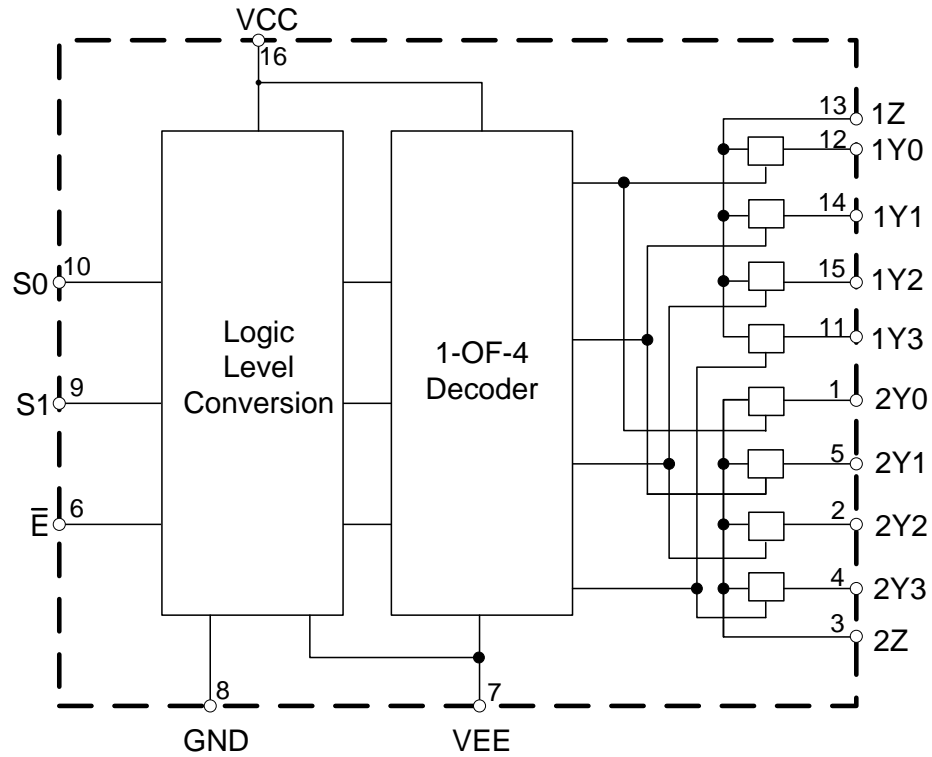 VCC
16
13 1Z
12 1Y0
14 1Y1
10 15
S0 1Y2
11
Logic 1Y3
Level
Conversion
1-OF-4
Decoder
9
S1
1 2Y0
5 2Y1
6
E̅
2 2Y2
4 2Y3
3 2Z
8 7
GND VEE